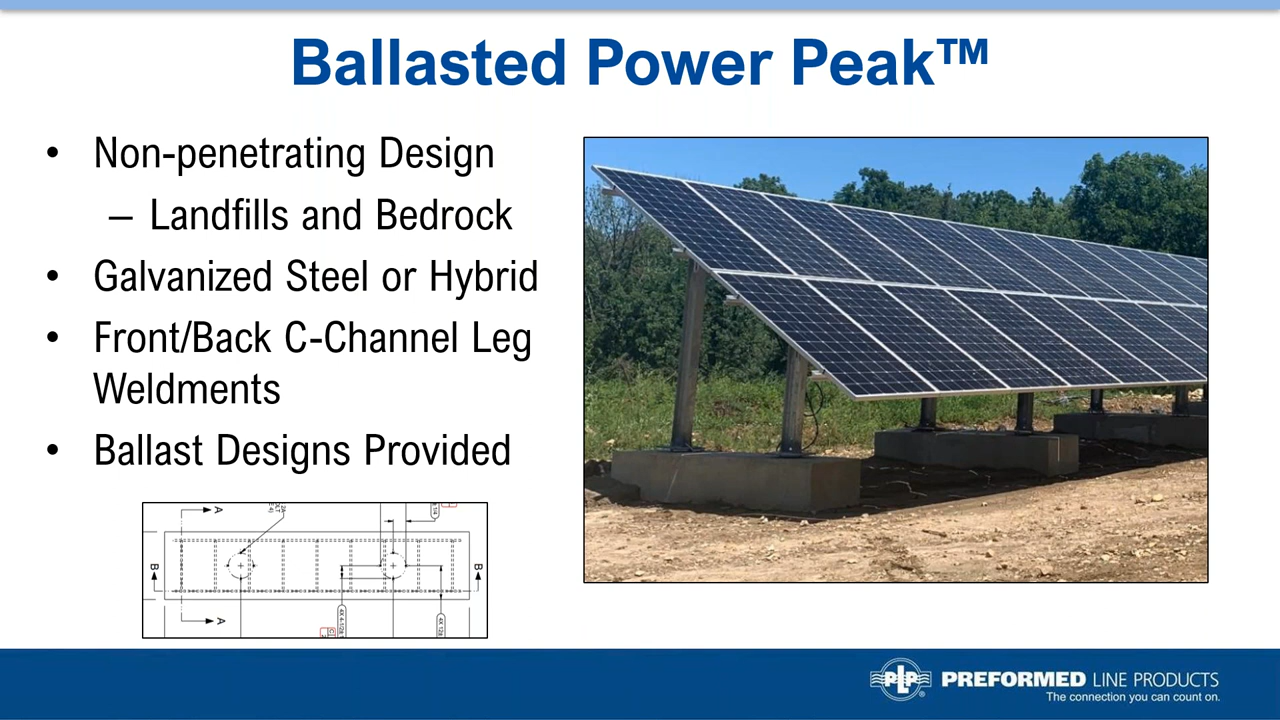 Ballasted Power Peak™
• Non-penetrating Design
– Landfills and Bedrock
• Galvanized Steel or Hybrid
• Front/Back C-Channel Leg
Weldments
• Ballast Designs Provided
A
B
B
A
PLP®
PREFORMED LINE PRODUCTS
The connection you can count on.